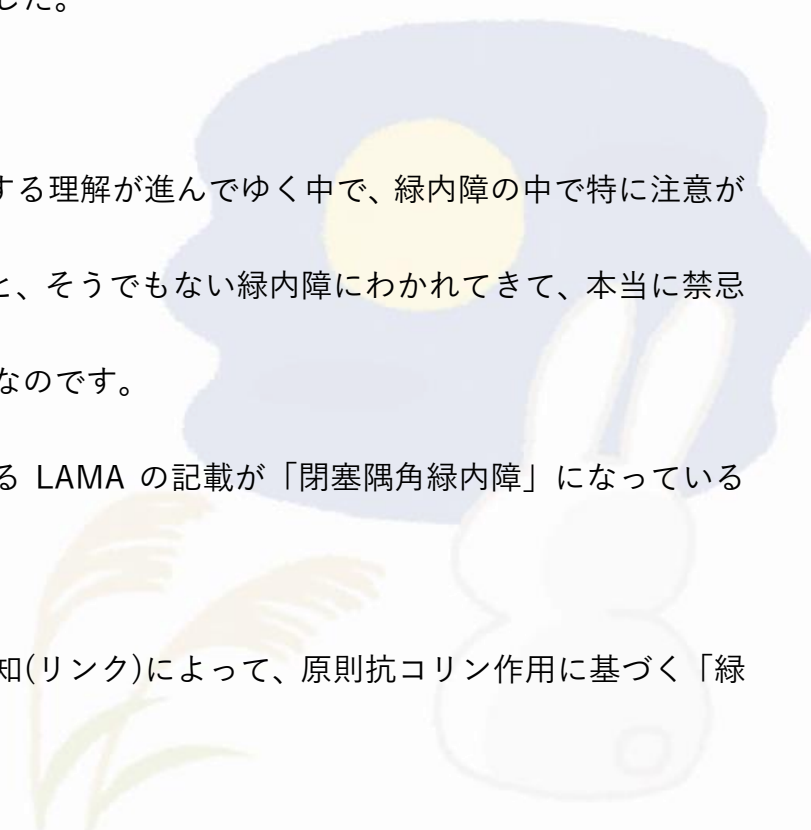 した。
する理解が進んでゆく中で、緑内障の中で特に注意が
と、そうでもない緑内障にわかれてきて、本当に禁忌
なのです。
る LAMA の記載が「閉塞隅角緑内障」になっている
知(リンク)によって、原則抗コリン作用に基づく「緑